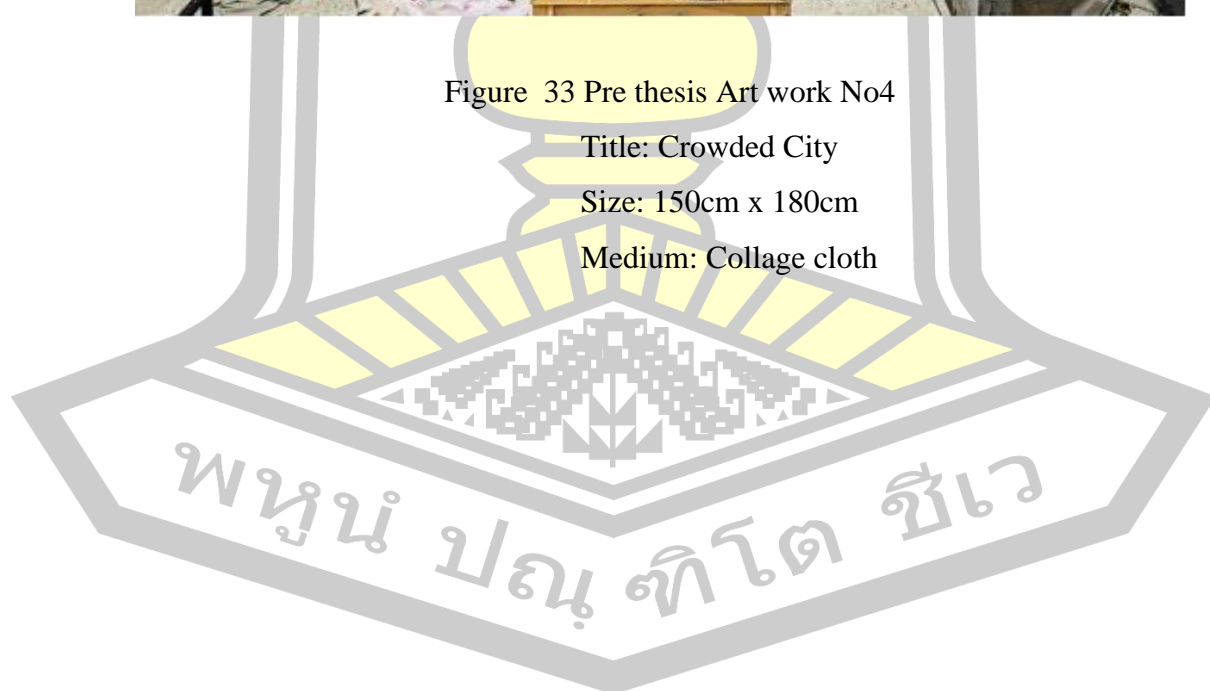 Figure  33 Pre thesis Art work No4
Title: Crowded City
Size: 150cm x 180cm
Medium: Collage cloth
พหูนํ ปณฺฑิโต ชีเว